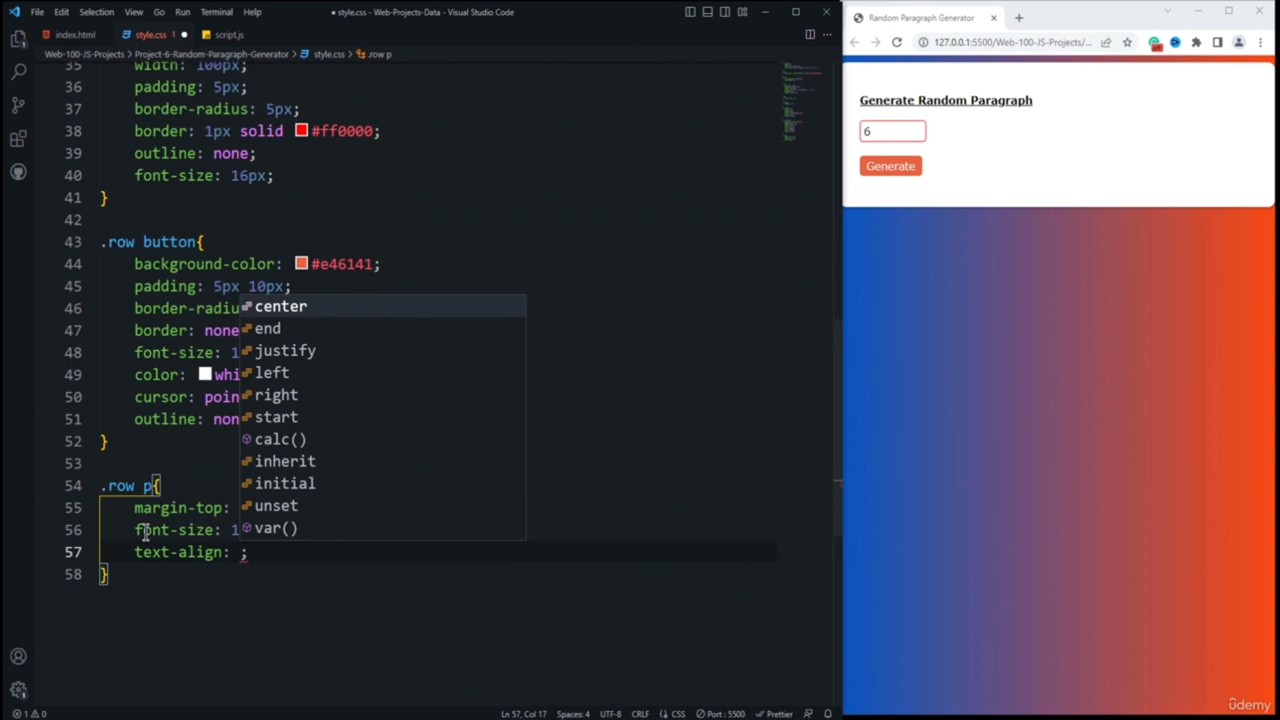 File Edit Selection View Go Run Terminal Help
● style.css - Web-Projects-Data - Visual Studio Code
index.html
style.css 1 ●
script.js
Web-100-JS-Projects > Project-6-Random-Paragraph-Generator > style.css > .row p
35 width: 100px;
36 padding: 5px;
37 border-radius: 5px;
38 border: 1px solid #ff0000;
39 outline: none;
40 font-size: 16px;
41 }
42
43 .row button{
44 background-color: #e46141;
45 padding: 5px 10px;
46 border-radiu
47 border: none
48 font-size: 1
49 color: whi
50 cursor: poin
51 outline: non
52 }
53
54 .row p{
55 margin-top:
56 font-size: 1
57 text-align: ;
58 }
center
end
justify
left
right
start
calc()
inherit
initial
unset
var()
1 0
Ln 57, Col 17 Spaces: 4 UTF-8 CRLF CSS Port : 5500 Prettier
Random Paragraph Generator
127.0.0.1:5500/Web-100-JS-Projects/...
off
Generate Random Paragraph
6
Generate
udemy